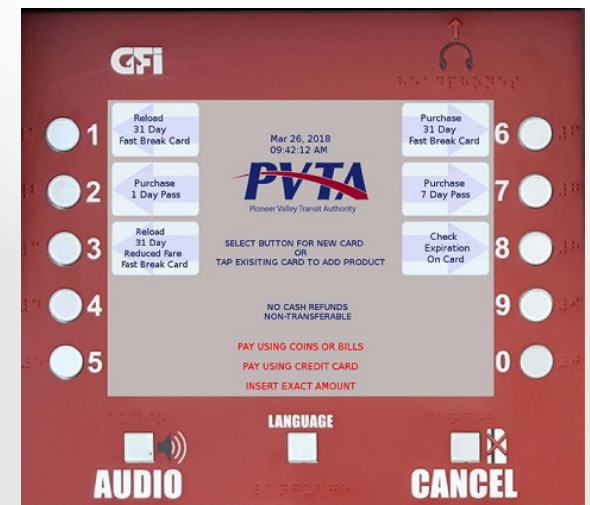 GFi
1
Reload
31 Day
Fast Break Card
Mar 26, 2018
09:42:12 AM
Purchase
31 Day
Fast Break Card
6
2
Purchase
1 Day Pass
PVTA
Pioneer Valley Transit Authority
Purchase
7 Day Pass
7
3
Reload
31 Day
Reduced Fare
Fast Break Card
SELECT BUTTON FOR NEW CARD
OR
TAP EXISITING CARD TO ADD PRODUCT
Check
Expiration
On Card
8
4
NO CASH REFUNDS
NON-TRANSFERABLE
9
5
PAY USING COINS OR BILLS
PAY USING CREDIT CARD
INSERT EXACT AMOUNT
0
AUDIO
LANGUAGE
CANCEL